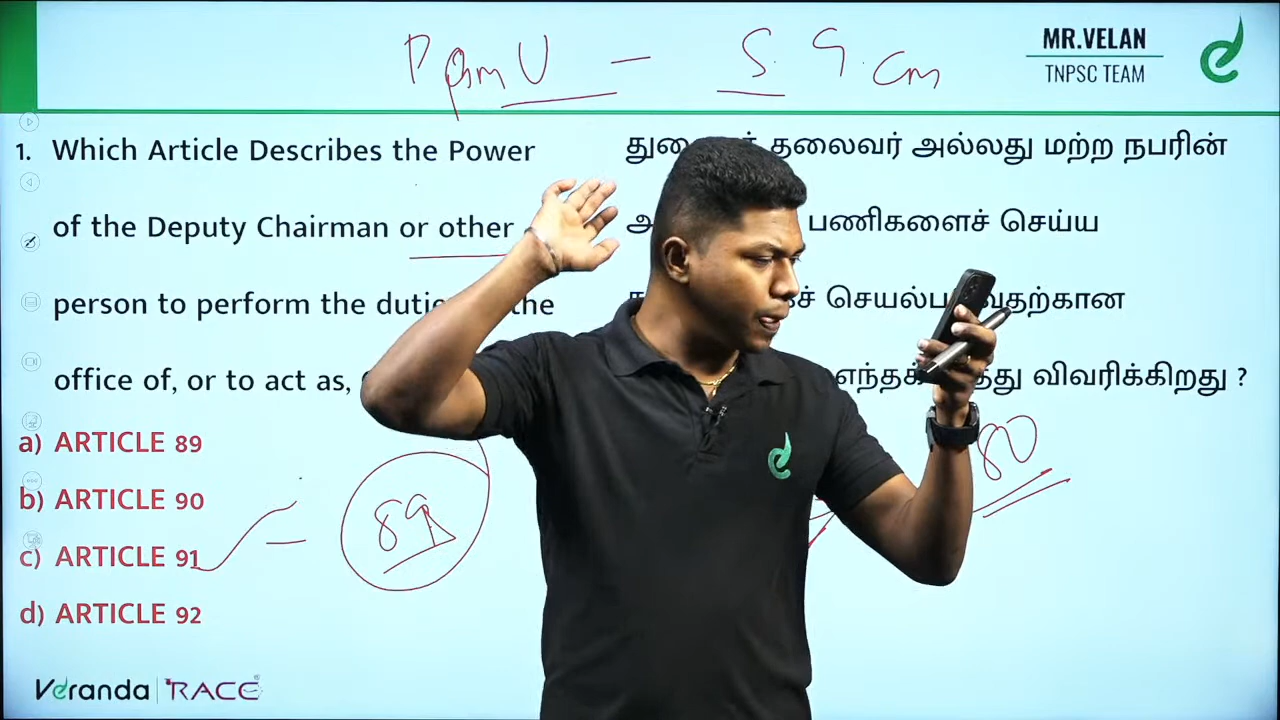 MR.VELAN
TNPSC TEAM
1. Which Article Describes the Power
of the Deputy Chairman or other
person to perform the the
office of, or to act as,
தலைவர் அல்லது மற்ற நபரின்
பணிகளைச் செய்ய
விவரிக்கிறது ?
a) ARTICLE 89
b) ARTICLE 90
c) ARTICLE 91
d) ARTICLE 92
89
80
Veranda RACE